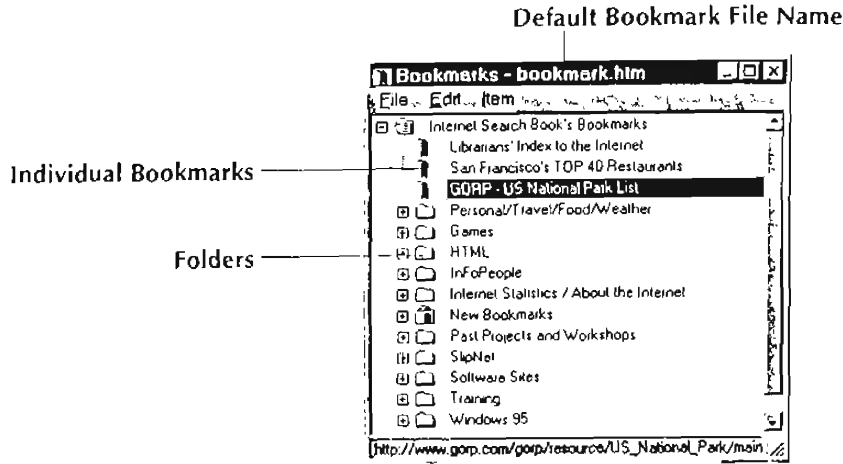 Default Bookmark File Name
Bookmarks - bookmark.htm
File Edit Item
Internet Search Book's Bookmarks
Librarians' Index to the Internet
San Francisco's TOP 40 Restaurants
Individual Bookmarks
GORP - US National Park List
Personal/Travel/Food/Weather
Games
Folders
HTML
InFoPeople
Internet Statistics / About the Internet
New Bookmarks
Past Projects and Workshops
SlipNet
Software Sites
Training
Windows 95
http://www.gorp.com/gorp/resource/US_National_Park/main